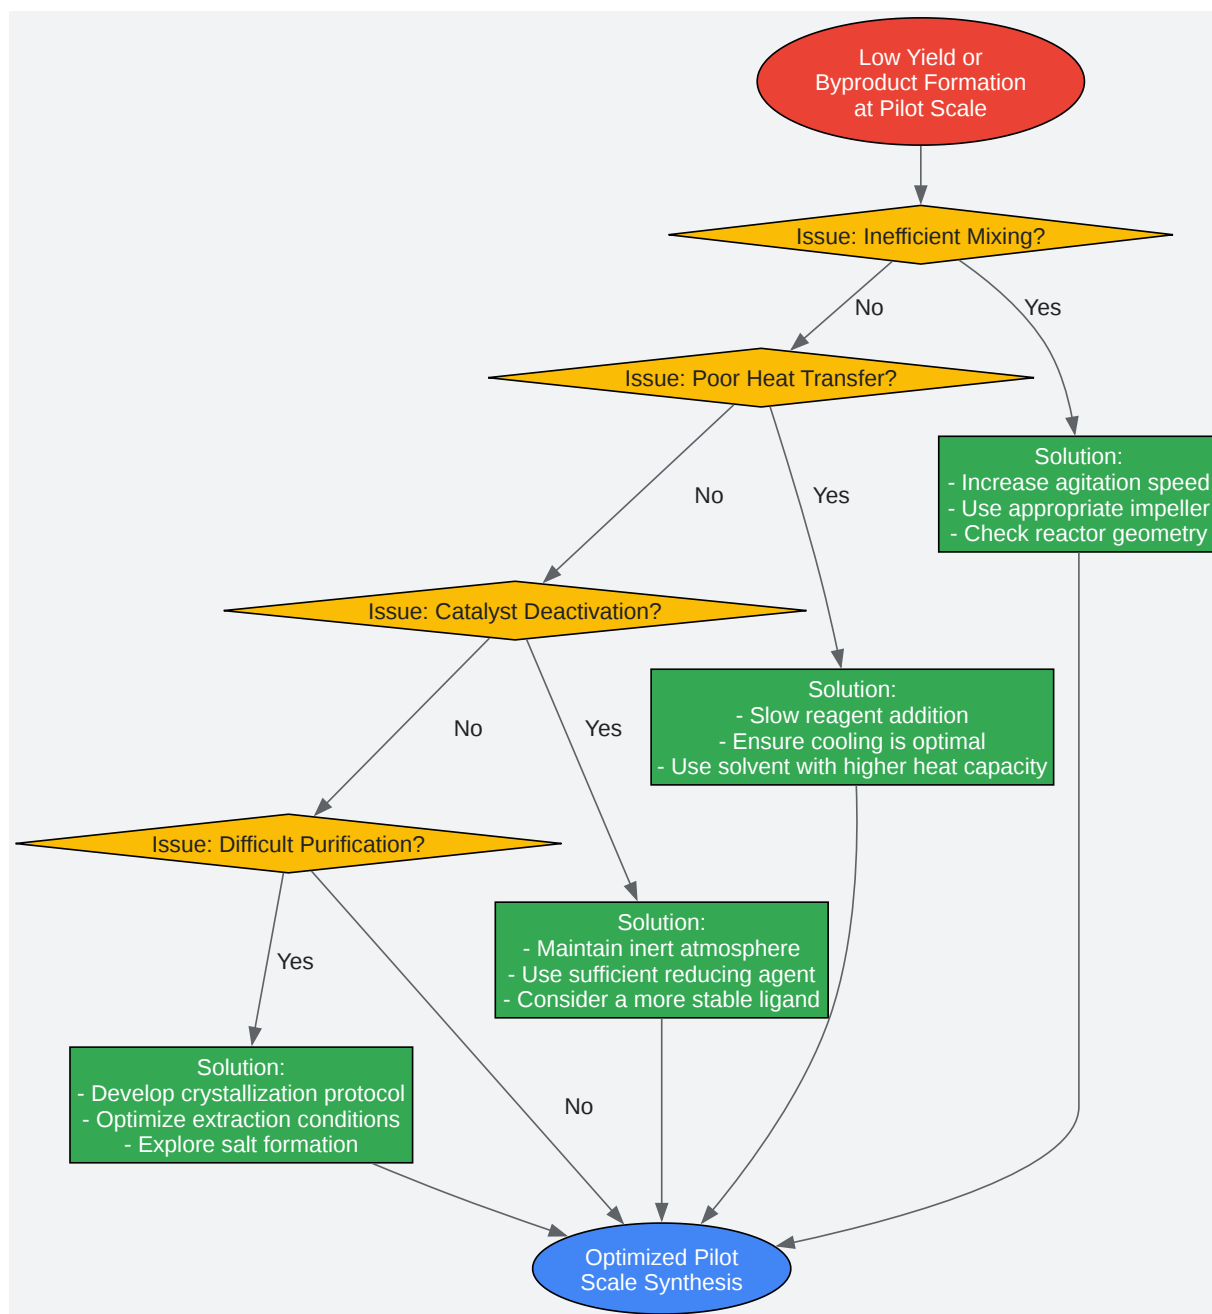 Low Yield or
Byproduct Formation
at Pilot Scale
Issue: Inefficient Mixing?
No
Yes
Issue: Poor Heat Transfer?
Solution:
- Increase agitation speed
- Use appropriate impeller
- Check reactor geometry
No
Yes
Issue: Catalyst Deactivation?
Solution:
- Slow reagent addition
- Ensure cooling is optimal
- Use solvent with higher heat capacity
No
Yes
Issue: Difficult Purification?
Solution:
- Maintain inert atmosphere
- Use sufficient reducing agent
- Consider a more stable ligand
Yes
No
Solution:
- Develop crystallization protocol
- Optimize extraction conditions
- Explore salt formation
Optimized Pilot
Scale Synthesis